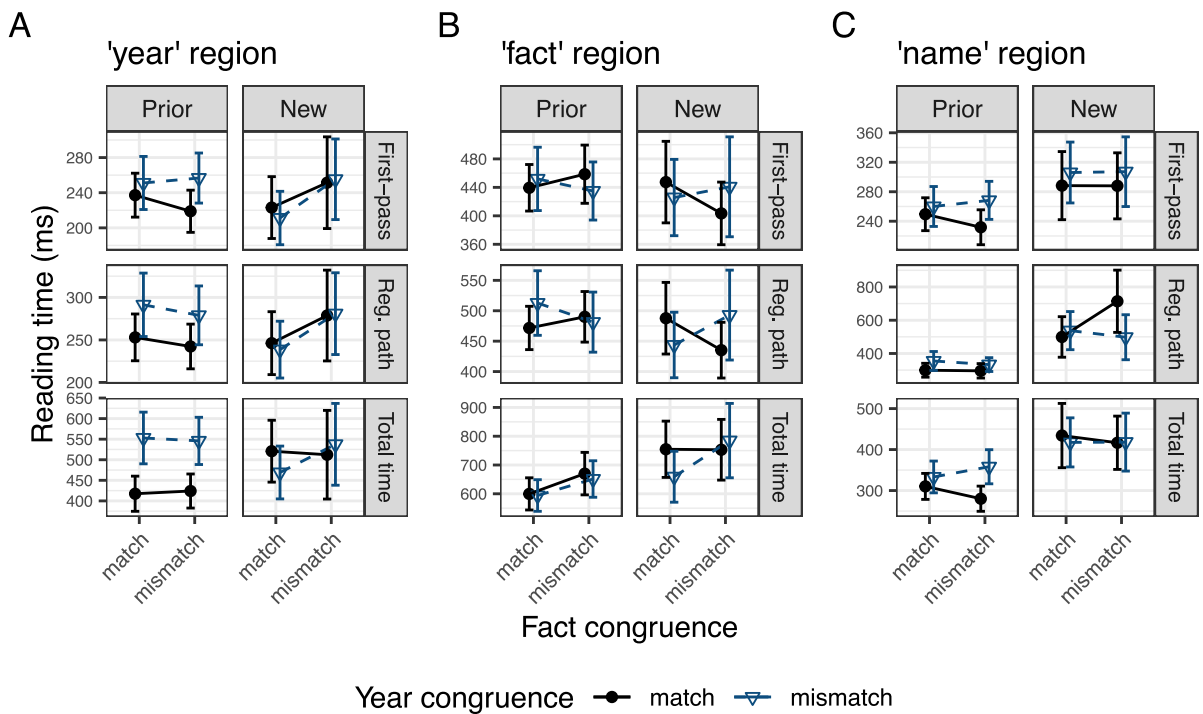 A
B
C
'year' region
'fact' region
'name' region
Prior
New
Prior
New
Prior
New
Reading time (ms)
280
240
200
First−pass
480
440
400
360
First−pass
360
320
280
240
First−pass
300
250
200
Reg. path
550
500
450
400
Reg. path
800
600
400
Reg. path
650
600
550
500
450
400
Total time
900
800
700
600
Total time
500
400
300
Total time
match
mismatch
match
mismatch
match
mismatch
match
mismatch
match
mismatch
match
mismatch
Fact congruence
Year congruence match mismatch